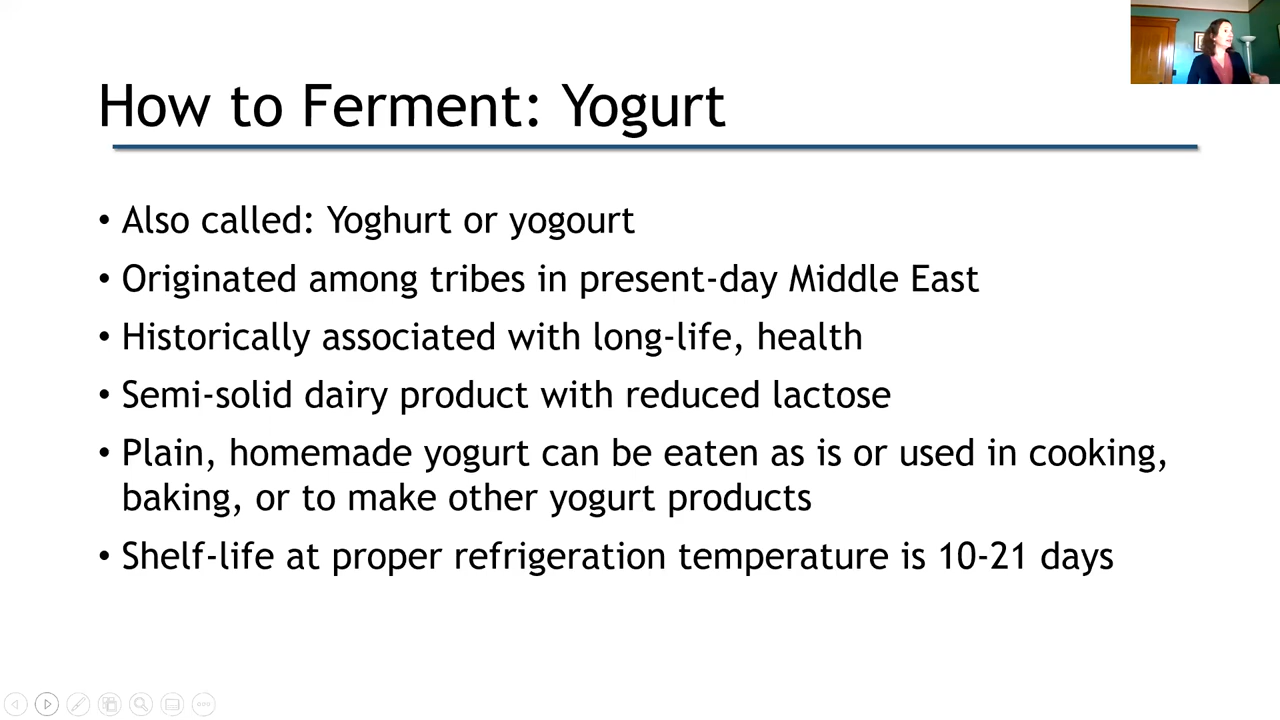 How to Ferment: Yogurt
• Also called: Yoghurt or yogourt
• Originated among tribes in present-day Middle East
• Historically associated with long-life, health
• Semi-solid dairy product with reduced lactose
• Plain, homemade yogurt can be eaten as is or used in cooking,
baking, or to make other yogurt products
• Shelf-life at proper refrigeration temperature is 10-21 days